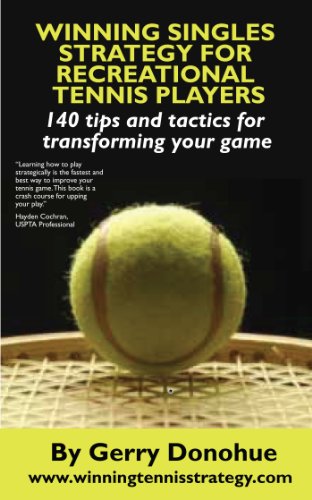 WINNING SINGLES
STRATEGY FOR
RECREATIONAL
TENNIS PLAYERS
140 tips and tactics for
transforming your game
"Learning how to play
strategically is the fastest and
best way to improve your
tennis game. This book is a
crash course for upping
your play."
Hayden Cochran,
USPTA Professional
By Gerry Donohue
www.winningtennisstrategy.com